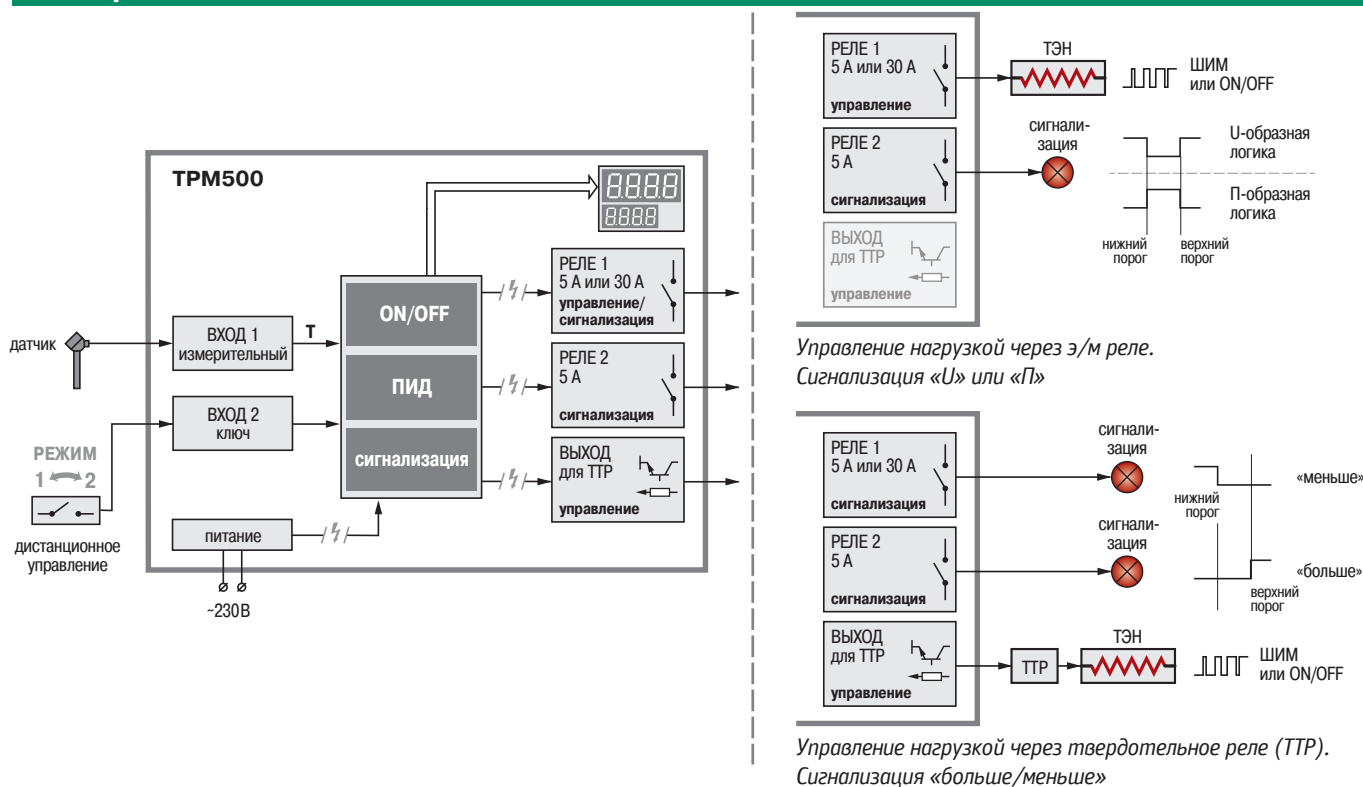 ТРМ500
8.8.8.8
8.8.8.8
датчик
ВХОД 1
измерительный
Т
ВХОД 2
ключ
РЕЖИМ
1 2
дистанционное
управление
питание
~230 В
ON/OFF
ПИД
сигнализация
РЕЛЕ 1
5 А или 30 А
управление/
сигнализация
РЕЛЕ 2
5 А
сигнализация
ВЫХОД
для ТТР
управление
РЕЛЕ 1
5 А или 30 А
управление
ТЭН
ШИМ
или ON/OFF
РЕЛЕ 2
5 А
сигнализация
сигнали-
зация
U-образная
логика
П-образная
логика
нижний
порог
верхний
порог
ВЫХОД
для ТТР
управление
Управление нагрузкой через э/м реле.
Сигнализация «U» или «П»
РЕЛЕ 1
5 А или 30 А
сигнализация
сигнали-
зация
нижний
порог
«меньше»
РЕЛЕ 2
5 А
сигнализация
сигнали-
зация
«больше»
верхний
порог
ВЫХОД
для ТТР
управление
ТТР
ТЭН
ШИМ
или ON/OFF
Управление нагрузкой через твердотельное реле (ТТР).
Сигнализация «больше/меньше»